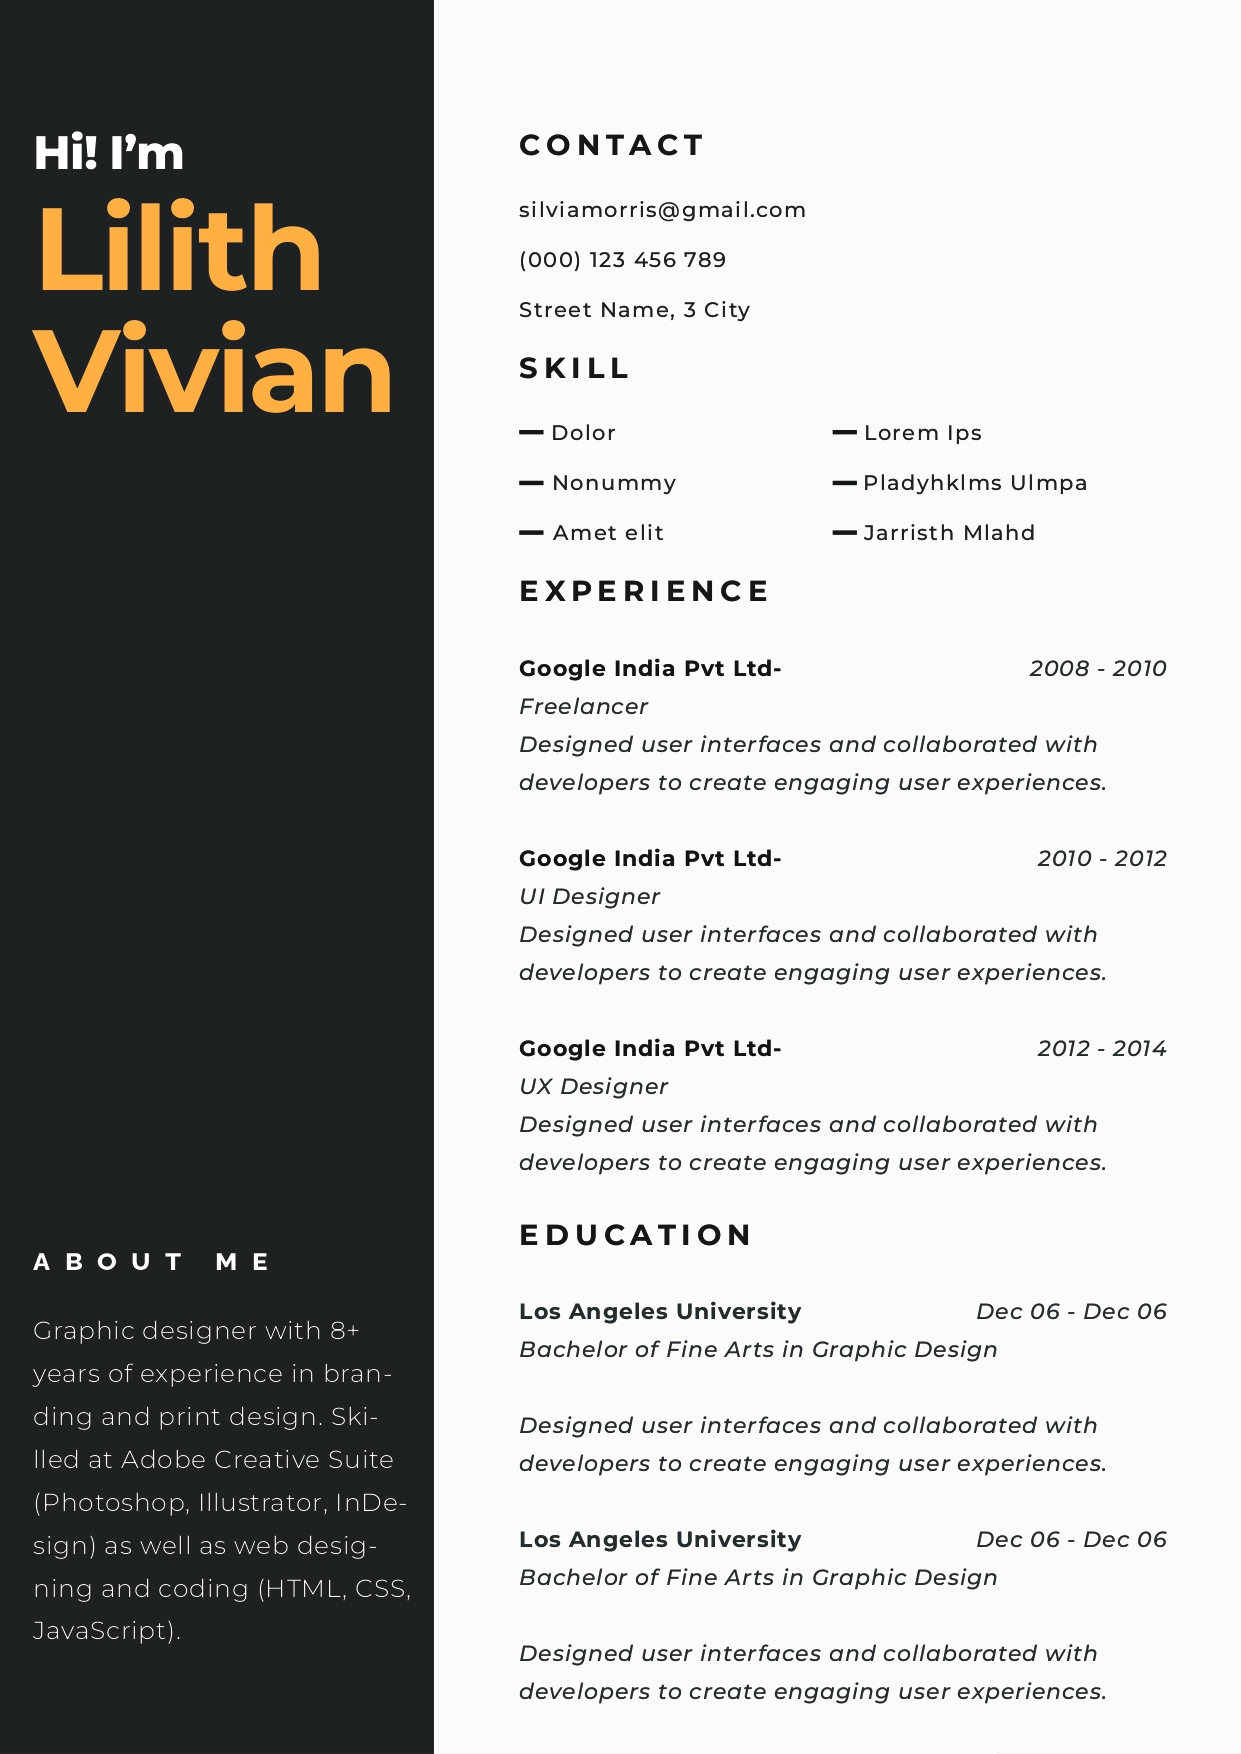 Hi! I’m
Lilith
Vivian
ABOUT ME
Graphic designer with 8+
years of experience in bran-
ding and print design. Ski-
lled at Adobe Creative Suite
(Photoshop, Illustrator, InDe-
sign) as well as web desig-
ning and coding (HTML, CSS,
JavaScript).
CONTACT
silviamorris@gmail.com
(000) 123 456 789
Street Name, 3 City
SKILL
Dolor
Nonummy
Amet elit
Lorem Ips
Pladyhklms Ulmpa
Jarristh Mlahd
EXPERIENCE
Google India Pvt Ltd- 2008 - 2010
Freelancer
Designed user interfaces and collaborated with
developers to create engaging user experiences.
Google India Pvt Ltd- 2010 - 2012
UI Designer
Designed user interfaces and collaborated with
developers to create engaging user experiences.
Google India Pvt Ltd- 2012 - 2014
UX Designer
Designed user interfaces and collaborated with
developers to create engaging user experiences.
EDUCATION
Los Angeles University Dec 06 - Dec 06
Bachelor of Fine Arts in Graphic Design
Designed user interfaces and collaborated with
developers to create engaging user experiences.
Los Angeles University Dec 06 - Dec 06
Bachelor of Fine Arts in Graphic Design
Designed user interfaces and collaborated with
developers to create engaging user experiences.